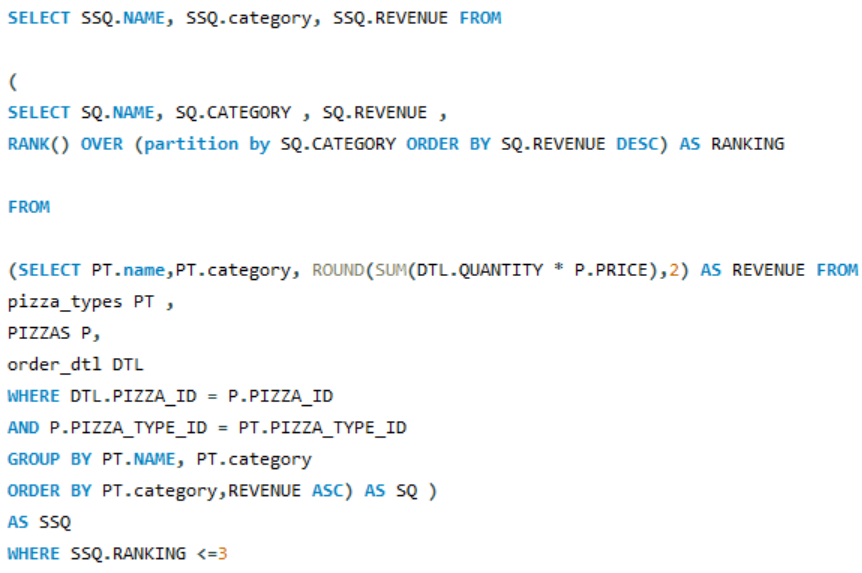 SELECT SSQ.NAME, SSQ.category, SSQ.REVENUE FROM
(
SELECT SQ.NAME, SQ.CATEGORY , SQ.REVENUE ,
RANK() OVER (partition by SQ.CATEGORY ORDER BY SQ.REVENUE DESC) AS RANKING
FROM
(SELECT PT.name,PT.category, ROUND(SUM(DTL.QUANTITY * P.PRICE),2) AS REVENUE FROM
pizza_types PT ,
PIZZAS P,
order_dtl DTL
WHERE DTL.PIZZA_ID = P.PIZZA_ID
AND P.PIZZA_TYPE_ID = PT.PIZZA_TYPE_ID
GROUP BY PT.NAME, PT.category
ORDER BY PT.category,REVENUE ASC) AS SQ )
AS SSQ
WHERE SSQ.RANKING <=3